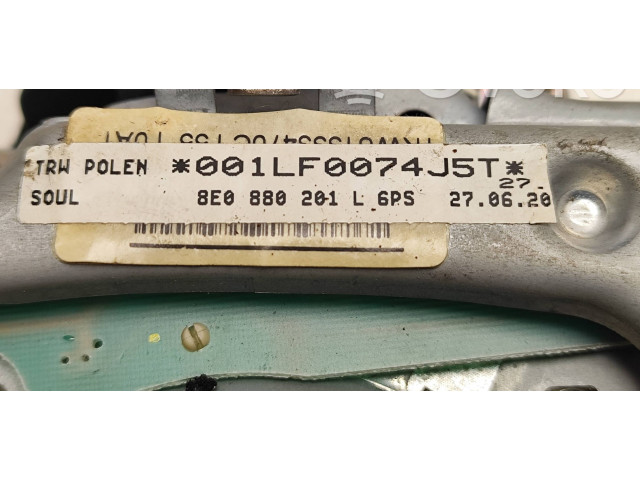 TRW POLEN *001LF0074J5T*
27.
SOUL 8E0 880 201 L 6PS 27.06.20